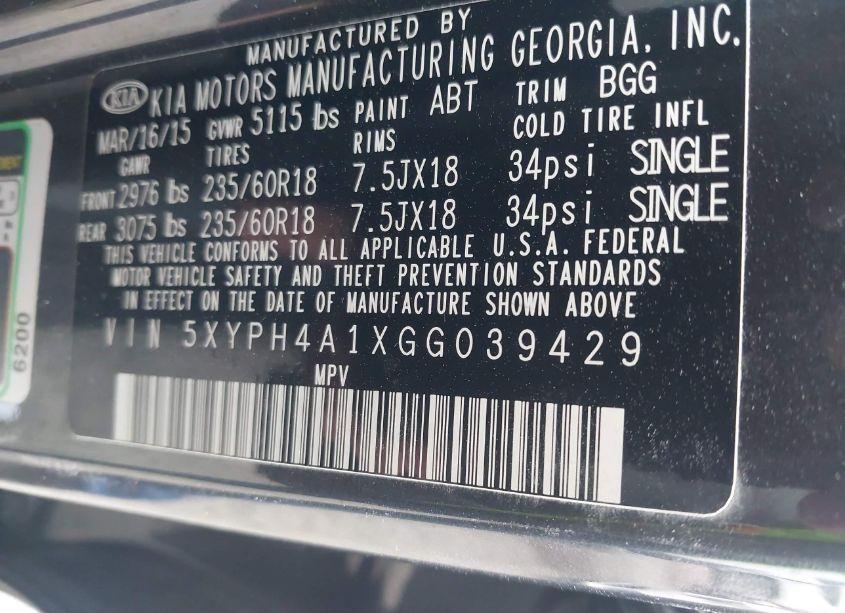 MANUFACTURED BY
KIA KIA MOTORS MANUFACTURING GEORGIA, INC.
MAR/16/15 GVWR 5115 lbs PAINT ABT TRIM BGG
GAWR TIRES RIMS COLD TIRE INFL
FRONT 2976 lbs 235/60R18 7.5JX18 34psi SINGLE
REAR 3075 lbs 235/60R18 7.5JX18 34psi SINGLE
THIS VEHICLE CONFORMS TO ALL APPLICABLE U.S.A. FEDERAL
MOTOR VEHICLE SAFETY AND THEFT PREVENTION STANDARDS
IN EFFECT ON THE DATE OF MANUFACTURE SHOWN ABOVE
VIN 5XYPH4A1XGG039429
MPV
6200